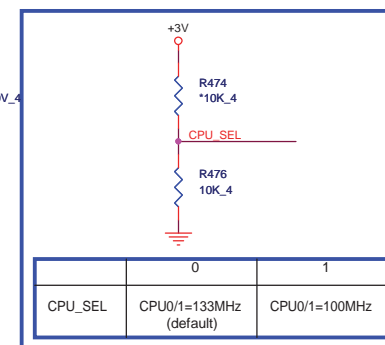 +3V
R474
*10K_4
V_4
CPU_SEL
R476
10K_4
0 1
CPU_SEL CPU0/1=133MHz CPU0/1=100MHz
(default)